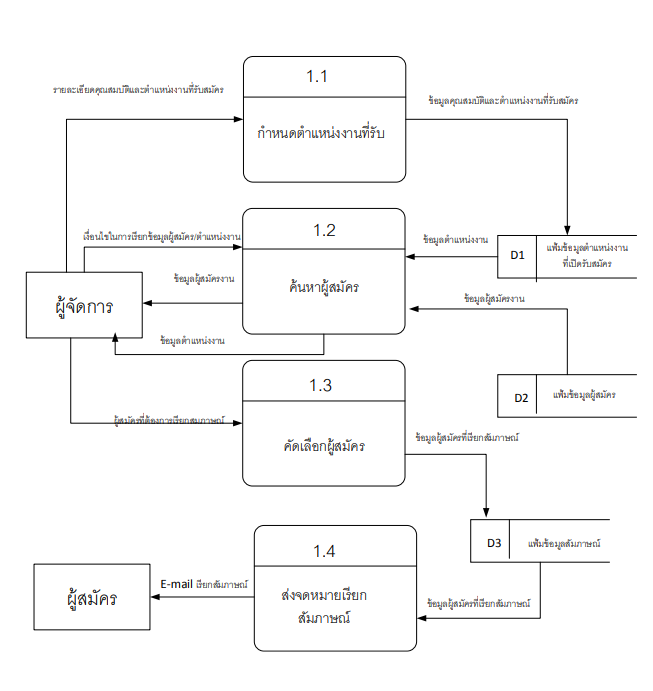 1.1
รายละเอียดคุณสมบัติและตำแหน่งงานที่รับสมัคร
ข้อมูลคุณสมบัติและตำแหน่งงานที่รับสมัคร
กำหนดตำแหน่งงานที่รับ
1.2
เงื่อนไขในการเรียกข้อมูลผู้สมัคร/ตำแหน่งงาน
ข้อมูลตำแหน่งงาน
D1
แฟ้มข้อมูลตำแหน่งงาน
ที่เปิดรับสมัคร
ข้อมูลผู้สมัครงาน
ค้นหาผู้สมัคร
ผู้จัดการ
ข้อมูลผู้สมัครงาน
ข้อมูลตำแหน่งงาน
1.3
D2
แฟ้มข้อมูลผู้สมัคร
ผู้สมัครที่ต้องการเรียกสมภาษณ์
ข้อมูลผู้สมัครที่เรียกสัมภาษณ์
คัดเลือกผู้สมัคร
1.4
D3
แฟ้มข้อมูลสัมภาษณ์
E-mail เรียกสัมภาษณ์
ส่งจดหมายเรียก
สัมภาษณ์
ผู้สมัคร
ข้อมูลผู้สมัครที่เรียกสัมภาษณ์